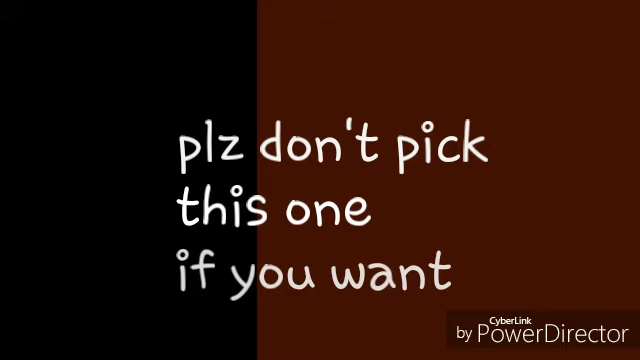 plz don't pick
this one
if you want
CyberLink
by PowerDirector